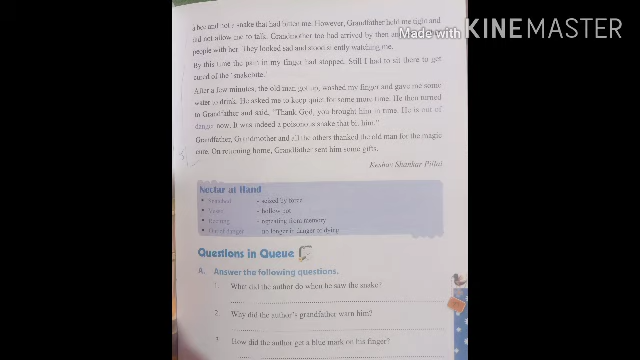 a bee and not a snake that had bitten me. However, Grandfather held me tight and
did not allow me to talk. Grandmother too had arrived by then
people with her. They looked sad and stood silently watching me.
Made with KINEMASTER
By this time the pain in my finger had stopped. Still I had to sit there to get
cured of the 'snakebite'.
After a few minutes, the old man got up, washed my finger and gave me some
water to drink. He asked me to keep quiet for some more time. He then turned
to Grandfather and said, "Thank God, you brought him in time. He is out of
danger now. It was indeed a poisonous snake that bit him."
Grandfather, Grandmother and all the others thanked the old man for the magic
cure. On reaching home, Grandfather sent him some gifts.
Keshav Shankar Pillai
Nectar at Hand
- seized by force
- hollow not
- repeating from memory
Out of danger - no longer in danger of dying
Questions in Queue
A. Answer the following questions.
1. What did the author do when he saw the snake?
2. Why did the author's grandfather warn him?
3. How did the author get a blue mark on his finger?